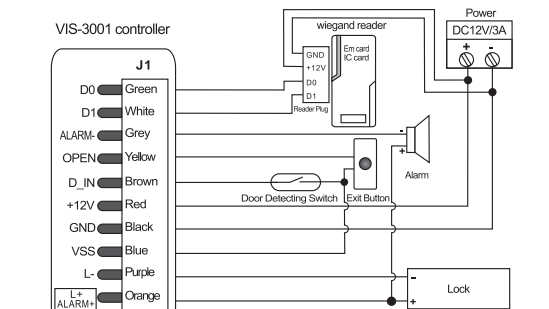 VIS-3001 controller
J1
D0 Green
D1 White
ALARM- Grey
OPEN Yellow
D_IN Brown
+12V Red
GND Black
VSS Blue
L- Purple
L+
ALARM+ Orange
wiegand reader
GND
+12V
D0
D1
Reader Plug
Em card
IC card
Power
DC12V/3A
+ -
-
+
Alarm
Door Detecting Switch
Exit Button
-
Lock
+